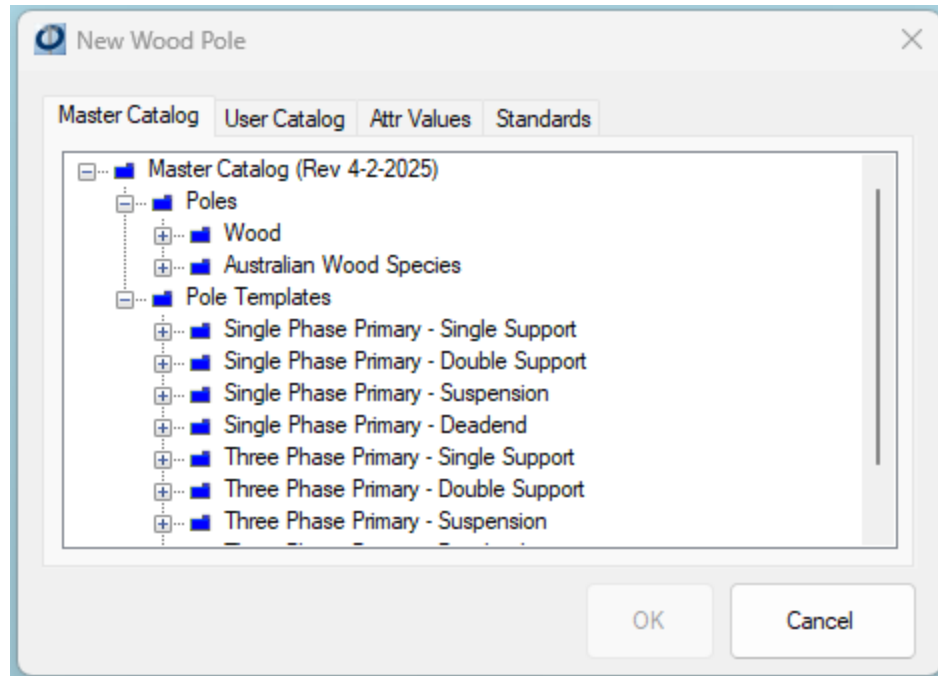 New Wood Pole
Master Catalog User Catalog Attr Values Standards
Master Catalog (Rev 4-2-2025)
Poles
Wood
Australian Wood Species
Pole Templates
Single Phase Primary - Single Support
Single Phase Primary - Double Support
Single Phase Primary - Suspension
Single Phase Primary - Deadend
Three Phase Primary - Single Support
Three Phase Primary - Double Support
Three Phase Primary - Suspension
OK Cancel